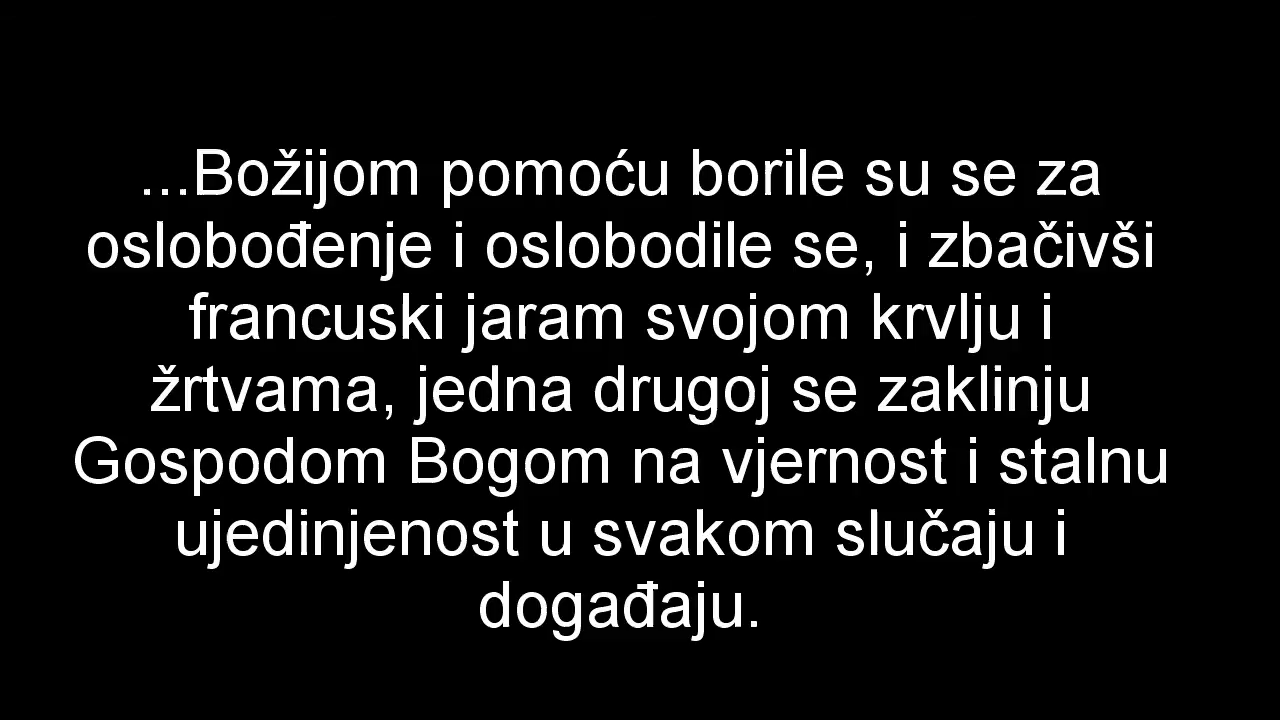 ...Božijom pomoću borile su se za
oslobođenje i oslobodile se, i zbačivši
francuski jaram svojom krvlju i
žrtvama, jedna drugoj se zaklinju
Gospodom Bogom na vjernost i stalnu
ujedinjenost u svakom slučaju i
događaju.